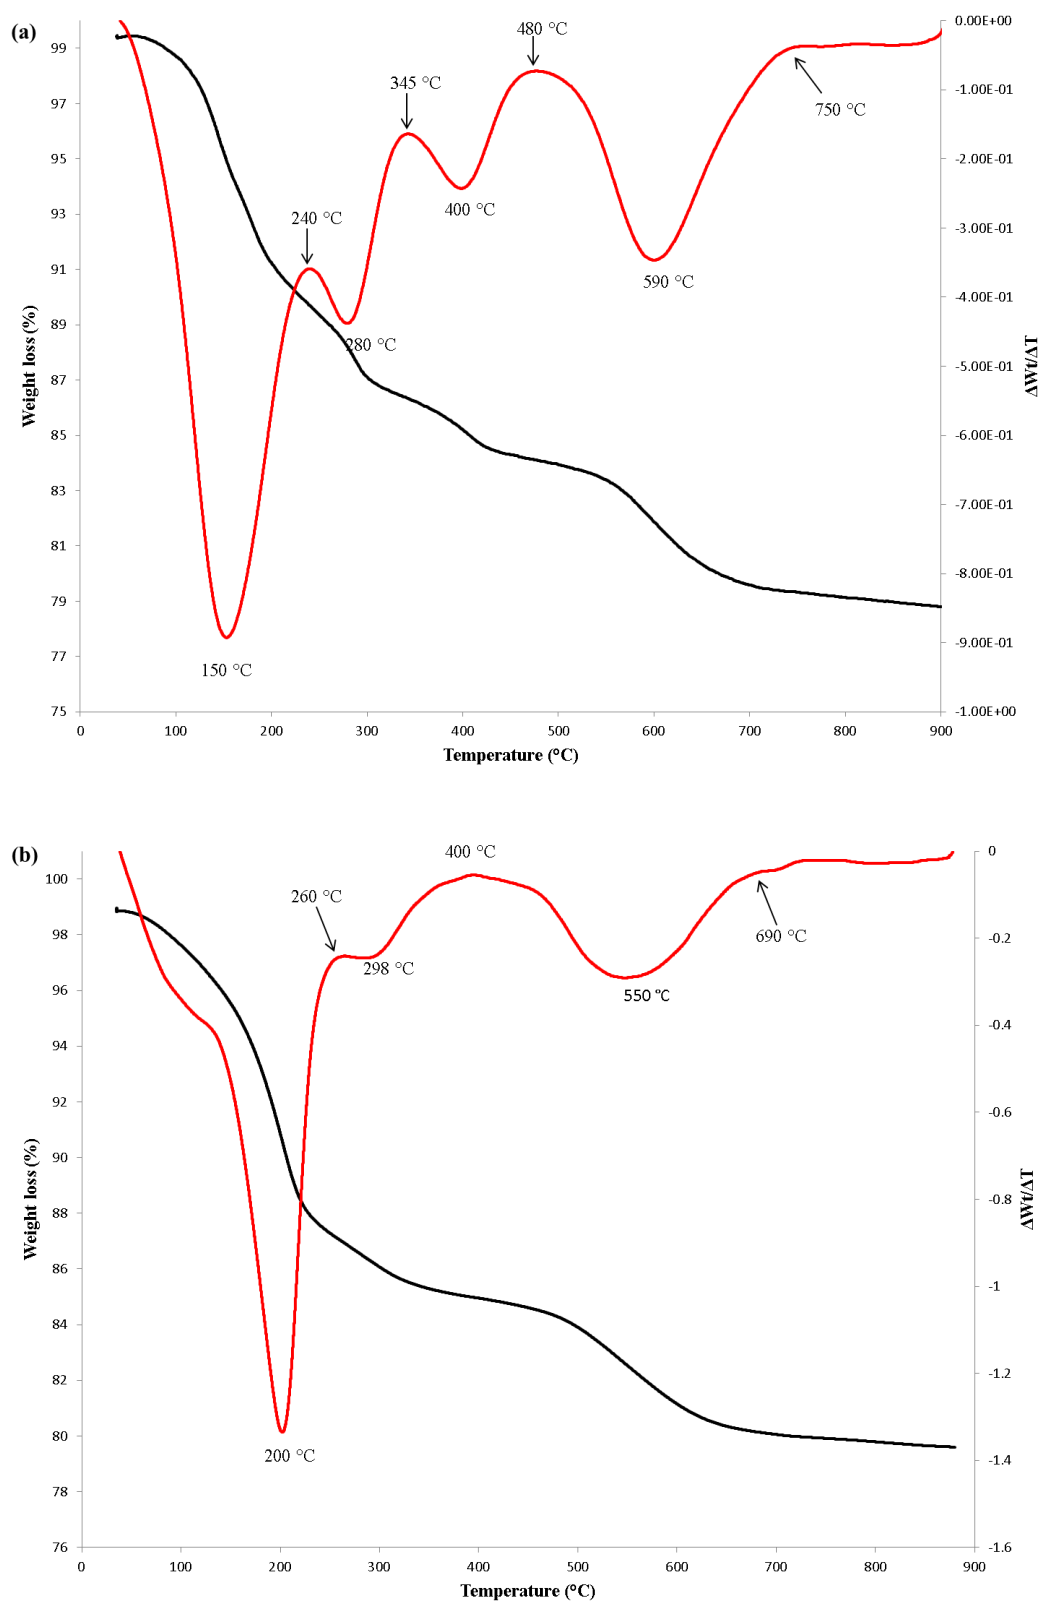 (a)
480 °C
0.00E+00
99
345 °C
-1.00E-01
97
750 °C
95
-2.00E-01
400 °C
93
240 °C
-3.00E-01
91
590 °C
-4.00E-01
89
280 °C
Weight loss (%)
ΔWt/ΔT
87
-5.00E-01
85
-6.00E-01
83
-7.00E-01
81
-8.00E-01
79
-9.00E-01
77
150 °C
75
-1.00E+00
0 100 200 300 400 500 600 700 800 900
Temperature (°C)
(b)
400 °C
0
100
260 °C
98
690 °C
-0.2
298 °C
96
550 °C
-0.4
94
92
-0.6
90
Weight loss (%)
ΔWt/ΔT
88
-0.8
86
-1
84
82
-1.2
80
200 °C
-1.4
78
76
-1.6
0 100 200 300 400 500 600 700 800 900
Temperature (°C)